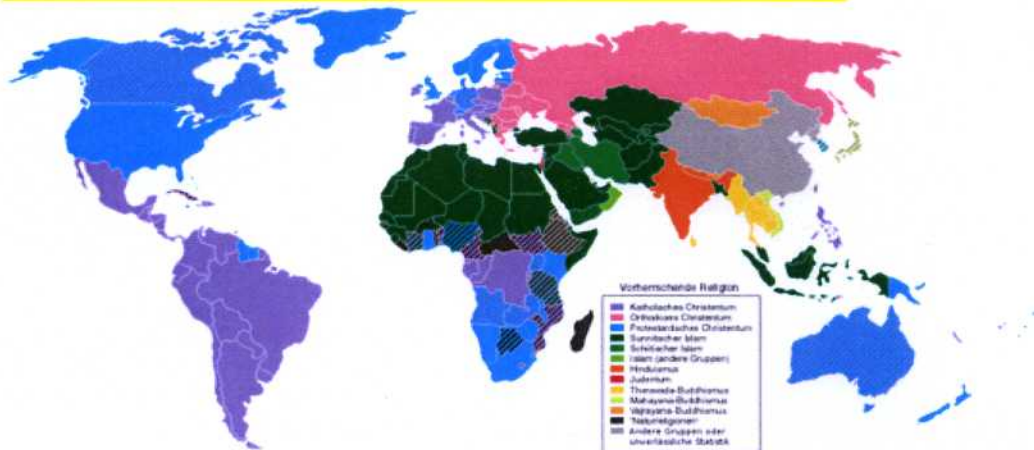 Vorherrschende Religion
Katholisches Christentum
Orthodoxes Christentum
Protestantisches Christentum
Sunnitischer Islam
Schiitischer Islam
Islam (andere Gruppen)
Hinduismus
Judentum
Theravada-Buddhismus
Mahayana-Buddhismus
Vajrayana-Buddhismus
"Naturreligionen"
Andere Gruppen oder
unverlässliche Statistik